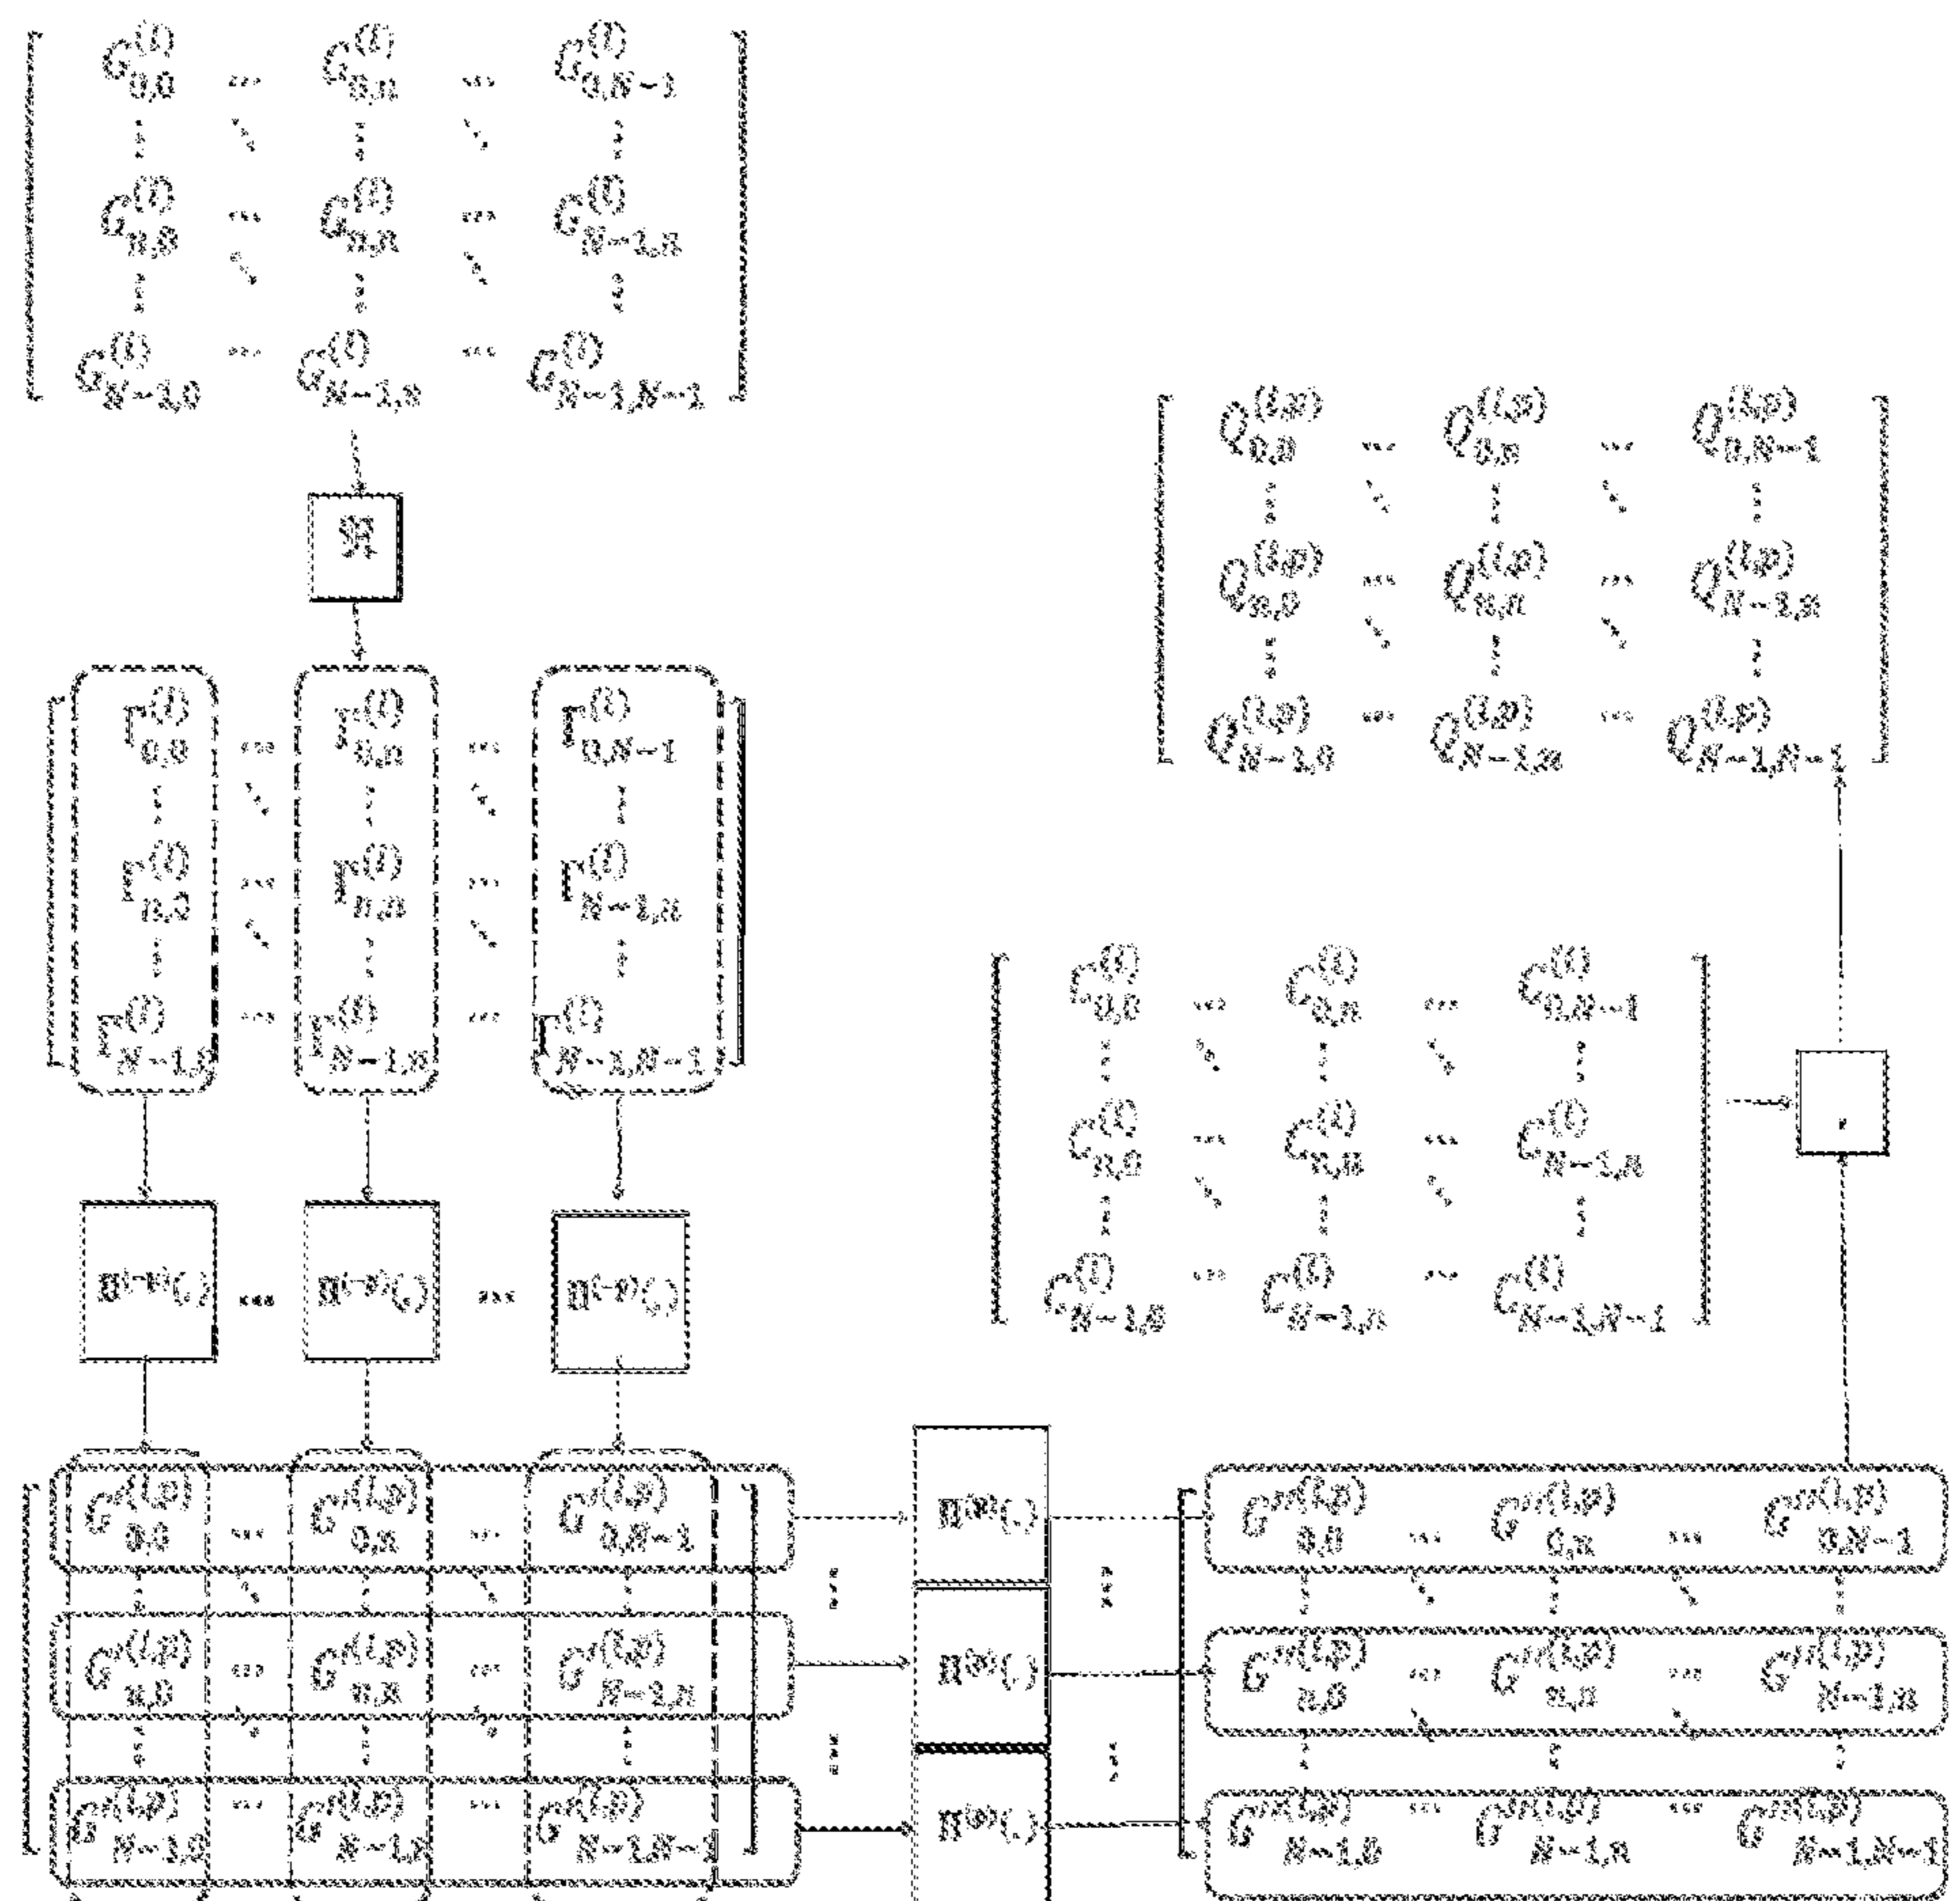 G^{(l)}_{0,0} ... G^{(l)}_{0,n} ... G^{(l)}_{0,N-1}
G^{(l)}_{n,0} ... G^{(l)}_{n,n} ... G^{(l)}_{N-1,n}
G^{(l)}_{N-1,0} ... G^{(l)}_{N-1,n} ... G^{(l)}_{N-1,N-1}
ℜ
Γ^{(l)}_{0,0} ... Γ^{(l)}_{0,n} ... Γ^{(l)}_{0,N-1}
Γ^{(l)}_{n,0} ... Γ^{(l)}_{n,n} ... Γ^{(l)}_{N-1,n}
Γ^{(l)}_{N-1,0} ... Γ^{(l)}_{N-1,n} ... Γ^{(l)}_{N-1,N-1}
Π^{(-p)}(.) ... Π^{(-p)}(.) ... Π^{(-p)}(.)
G'^{(l,p)}_{0,0} ... G'^{(l,p)}_{0,n} ... G'^{(l,p)}_{0,N-1}
G'^{(l,p)}_{n,0} ... G'^{(l,p)}_{n,n} ... G'^{(l,p)}_{N-1,n}
G'^{(l,p)}_{N-1,0} ... G'^{(l,p)}_{N-1,n} ... G'^{(l,p)}_{N-1,N-1}
Π^{(p)}(.)
Π^{(p)}(.)
Π^{(p)}(.)
G''^{(l,p)}_{0,0} ... G''^{(l,p)}_{0,n} ... G''^{(l,p)}_{0,N-1}
G''^{(l,p)}_{n,0} ... G''^{(l,p)}_{n,n} ... G''^{(l,p)}_{N-1,n}
G''^{(l,p)}_{N-1,0} ... G''^{(l,p)}_{N-1,n} ... G''^{(l,p)}_{N-1,N-1}
C^{(l)}_{0,0} ... C^{(l)}_{0,n} ... C^{(l)}_{0,N-1}
C^{(l)}_{n,0} ... C^{(l)}_{n,n} ... C^{(l)}_{N-1,n}
C^{(l)}_{N-1,0} ... C^{(l)}_{N-1,n} ... C^{(l)}_{N-1,N-1}
.
Q^{(l,p)}_{0,0} ... Q^{(l,p)}_{0,n} ... Q^{(l,p)}_{0,N-1}
Q^{(l,p)}_{n,0} ... Q^{(l,p)}_{n,n} ... Q^{(l,p)}_{N-1,n}
Q^{(l,p)}_{N-1,0} ... Q^{(l,p)}_{N-1,n} ... Q^{(l,p)}_{N-1,N-1}